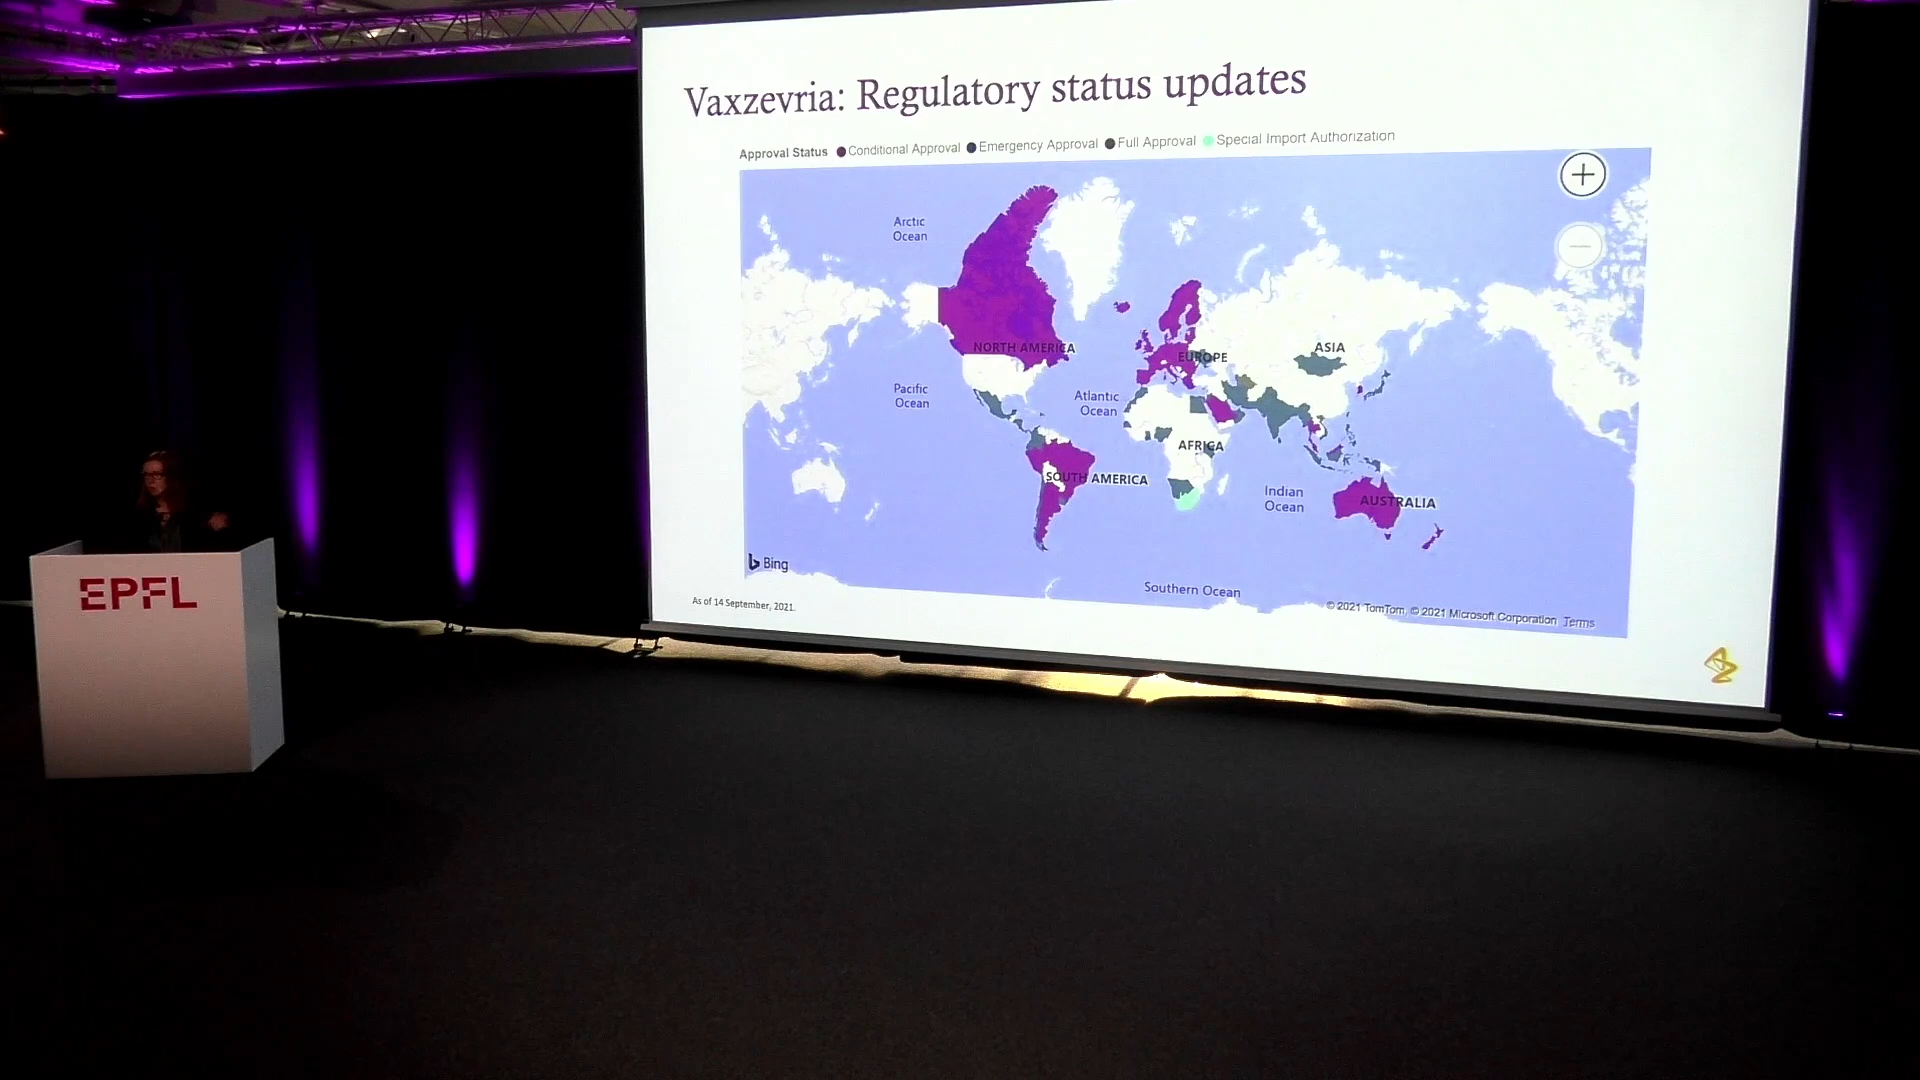 Vaxzevria: Regulatory status updates
Approval Status Conditional Approval Emergency Approval Full Approval Special Import Authorization
Arctic
Ocean
NORTH AMERICA
EUROPE
ASIA
Pacific
Ocean
Atlantic
Ocean
AFRICA
SOUTH AMERICA
Indian
Ocean
AUSTRALIA
Bing
Southern Ocean
As of 14 September, 2021.
© 2021 TomTom, © 2021 Microsoft Corporation Terms
EPFL